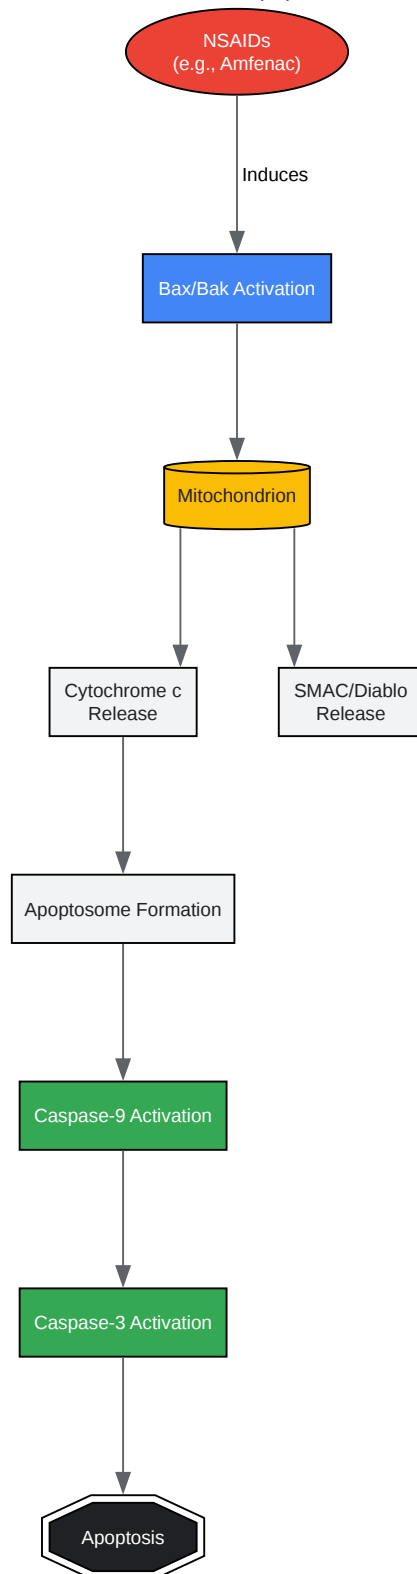 NSAIDs
(e.g., Amfenac)
Induces
Bax/Bak Activation
Mitochondrion
Cytochrome c
Release
SMAC/Diablo
Release
Apoptosome Formation
Caspase-9 Activation
Caspase-3 Activation
Apoptosis